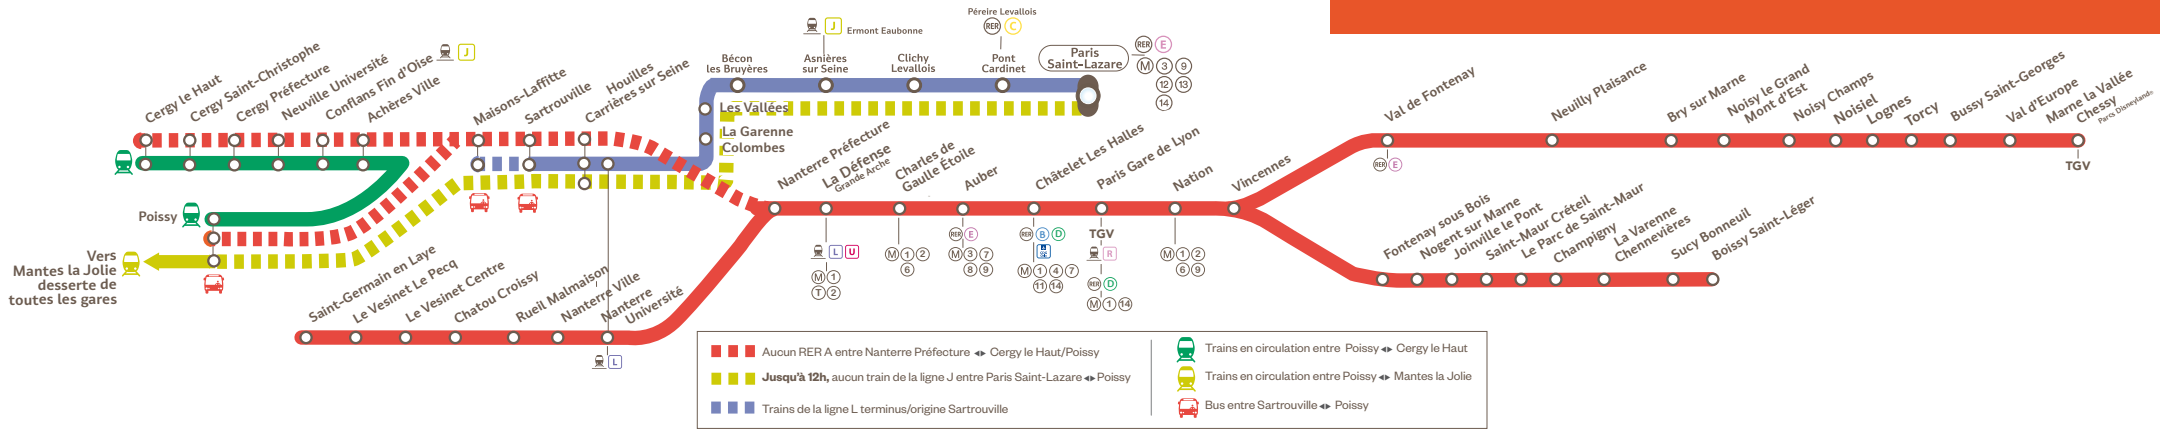 Cergy le Haut
Cergy Saint-Christophe
Cergy Préfecture
Neuville Université
Conflans Fin d'Oise
J
Achères Ville
Maisons-Laffitte
Sartrouville
Houilles
Carrières sur Seine
Poissy
Vers
Mantes la Jolie
desserte de
toutes les gares
Bécon
les Bruyères
J
Ermont Eaubonne
Asnières
sur Seine
Clichy
Levallois
Péreire Levallois
RER C
Pont
Cardinet
Paris
Saint-Lazare
RER E
M 3 9
12 13
14
Les Vallées
La Garenne
Colombes
Saint-Germain en Laye
Le Vesinet Le Pecq
Le Vesinet Centre
Chatou Croissy
Rueil Malmaison
Nanterre Ville
Nanterre
Université
L
Nanterre Préfecture
La Défense
Grande Arche
L U
M 1
T 2
Charles de
Gaulle Étoile
M 1 2
6
Auber
RER E
M 3 7
8 9
Châtelet Les Halles
RER B D
M 1 4 7
11 14
Paris Gare de Lyon
TGV
R
RER D
M 1 14
Nation
M 1 2
6 9
Vincennes
Val de Fontenay
RER E
Neuilly Plaisance
Bry sur Marne
Noisy le Grand
Mont d'Est
Noisy Champs
Noisiel
Lognes
Torcy
Bussy Saint-Georges
Val d'Europe
Marne la Vallée
Chessy
Parcs Disneyland®
TGV
Fontenay sous Bois
Nogent sur Marne
Joinville le Pont
Saint-Maur Créteil
Le Parc de Saint-Maur
Champigny
La Varenne
Chennevières
Sucy Bonneuil
Boissy Saint-Léger
Aucun RER A entre Nanterre Préfecture ◂▸ Cergy le Haut/Poissy
Jusqu'à 12h, aucun train de la ligne J entre Paris Saint-Lazare ◂▸ Poissy
Trains de la ligne L terminus/origine Sartrouville
Trains en circulation entre Poissy ◂▸ Cergy le Haut
Trains en circulation entre Poissy ◂▸ Mantes la Jolie
Bus entre Sartrouville ◂▸ Poissy